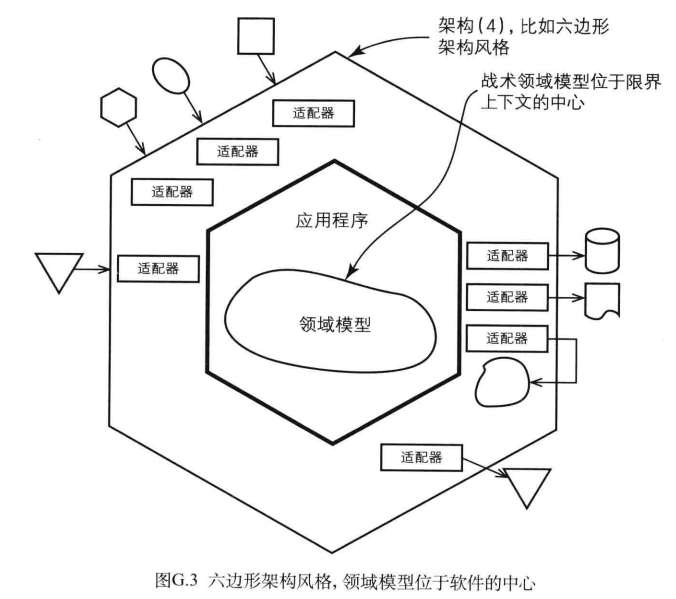 架构(4)，比如六边形
架构风格
战术领域模型位于限界
上下文的中心
适配器
适配器
适配器
适配器
应用程序
领域模型
适配器
适配器
适配器
适配器
图G.3 六边形架构风格，领域模型位于软件的中心